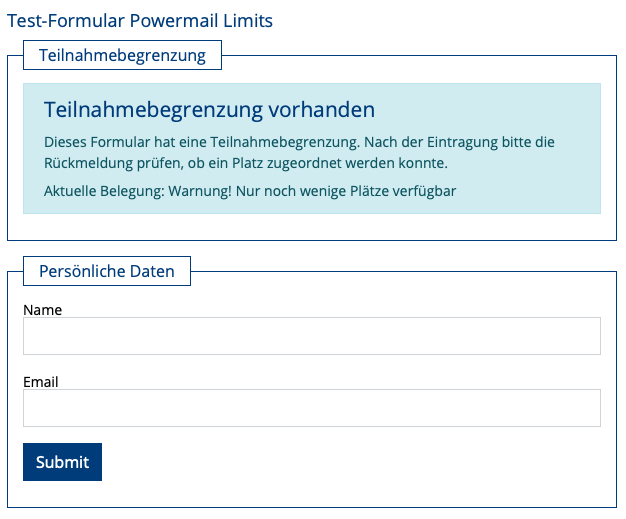 Test-Formular Powermail Limits
Teilnahmebegrenzung
Teilnahmebegrenzung vorhanden
Dieses Formular hat eine Teilnahmebegrenzung. Nach der Eintragung bitte die
Rückmeldung prüfen, ob ein Platz zugeordnet werden konnte.
Aktuelle Belegung: Warnung! Nur noch wenige Plätze verfügbar
Persönliche Daten
Name
Email
Submit